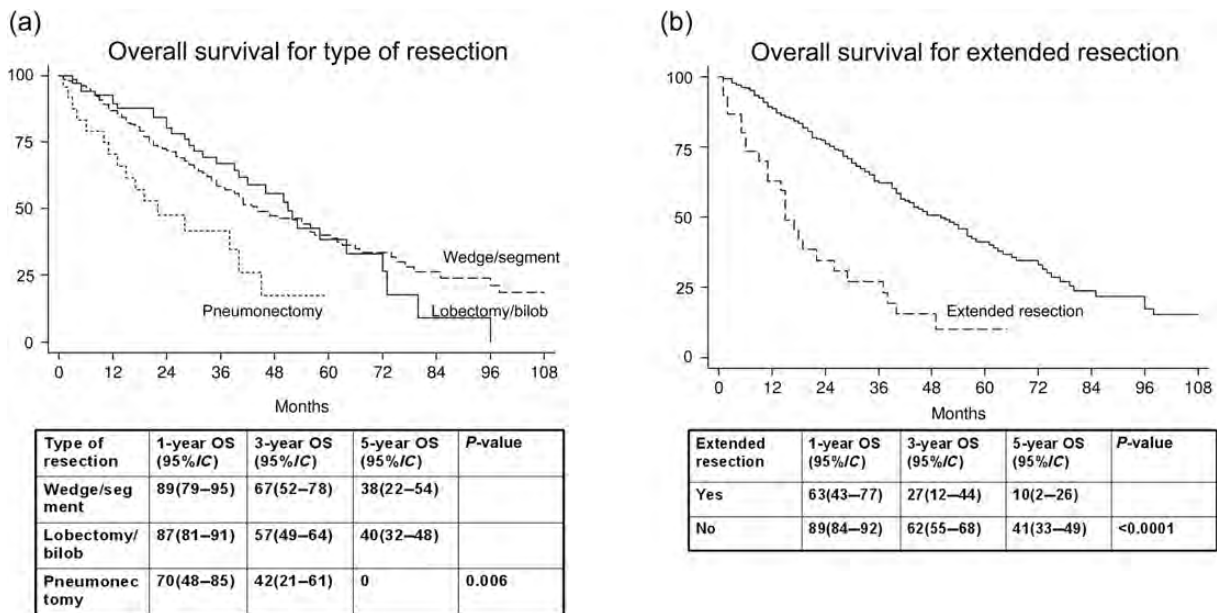 (a)
Overall survival for type of resection
100
75
50
25
0
Wedge/segment
Pneumonectomy
Lobectomy/bilob
0 12 24 36 48 60 72 84 96 108
Months
Type of resection | 1-year OS (95%IC) | 3-year OS (95%IC) | 5-year OS (95%IC) | P-value
Wedge/seg ment | 89(79–95) | 67(52–78) | 38(22–54)
Lobectomy/ bilob | 87(81–91) | 57(49–64) | 40(32–48)
Pneumonec tomy | 70(48–85) | 42(21–61) | 0 | 0.006
(b)
Overall survival for extended resection
100
75
50
25
0
Extended resection
0 12 24 36 48 60 72 84 96 108
Months
Extended resection | 1-year OS (95%IC) | 3-year OS (95%IC) | 5-year OS (95%IC) | P-value
Yes | 63(43–77) | 27(12–44) | 10(2–26)
No | 89(84–92) | 62(55–68) | 41(33–49) | <0.0001